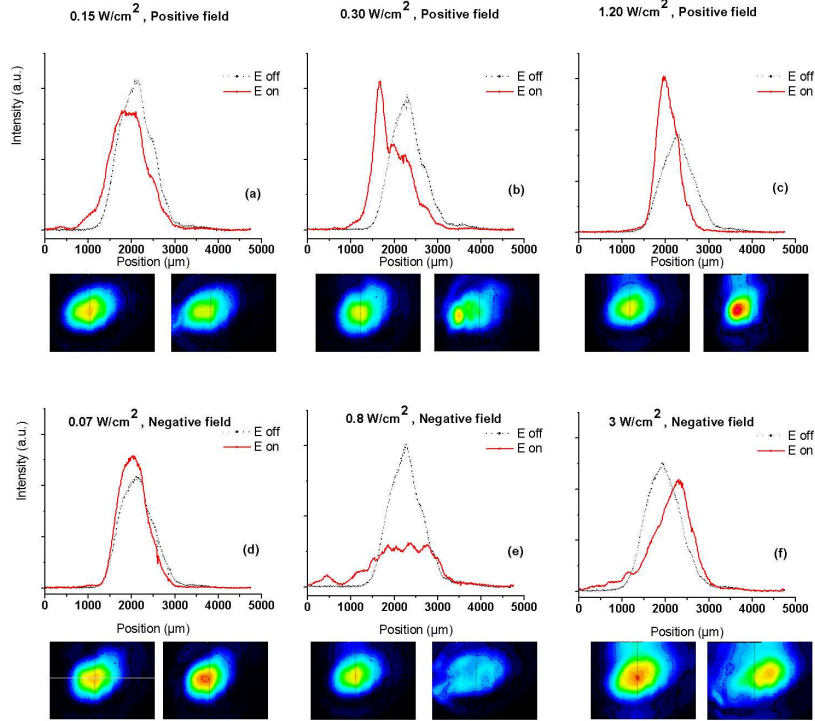 0.15 W/cm2 , Positive field
0.30 W/cm2 , Positive field
1.20 W/cm2 , Positive field
E off
E on
E off
E on
E off
E on
Intensity (a.u.)
(a)
(b)
(c)
0 1000 2000 3000 4000 5000
0 1000 2000 3000 4000 5000
0 1000 2000 3000 4000 5000
Position (µm)
Position (µm)
Position (µm)
0.07 W/cm2 , Negative field
0.8 W/cm2 , Negative field
3 W/cm2 , Negative field
E off
E on
E off
E on
E off
E on
Intensity (a.u.)
(d)
(e)
(f)
0 1000 2000 3000 4000 5000
0 1000 2000 3000 4000 5000
0 1000 2000 3000 4000 5000
Position (µm)
Position (µm)
Position (µm)